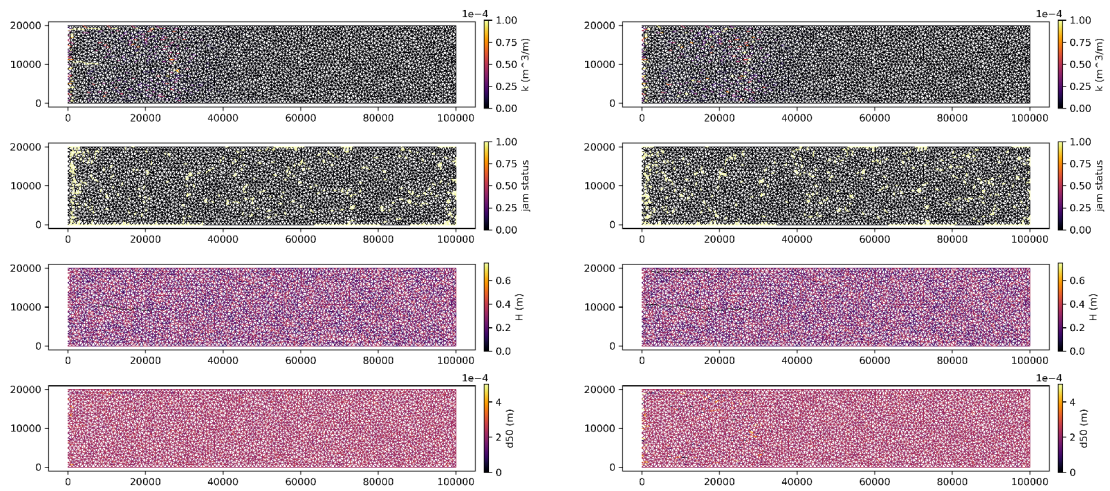 1e−4 1e−4
20000 1.00 20000 1.00
0.75 0.75
10000 0.50 10000 0.50
0.25 0.25
0 0.00 0 0.00
k (m^3/m) k (m^3/m)
0 20000 40000 60000 80000 100000 0 20000 40000 60000 80000 100000
20000 1.00 20000 1.00
0.75 0.75
10000 0.50 10000 0.50
0.25 0.25
0 0.00 0 0.00
jam status jam status
0 20000 40000 60000 80000 100000 0 20000 40000 60000 80000 100000
20000 20000
0.6 0.6
10000 0.4 10000 0.4
0.2 0.2
0 0.0 0 0.0
H (m) H (m)
0 20000 40000 60000 80000 100000 0 20000 40000 60000 80000 100000
1e−4 1e−4
20000 4 20000 4
10000 2 10000 2
0 0 0 0
d50 (m) d50 (m)
0 20000 40000 60000 80000 100000 0 20000 40000 60000 80000 100000